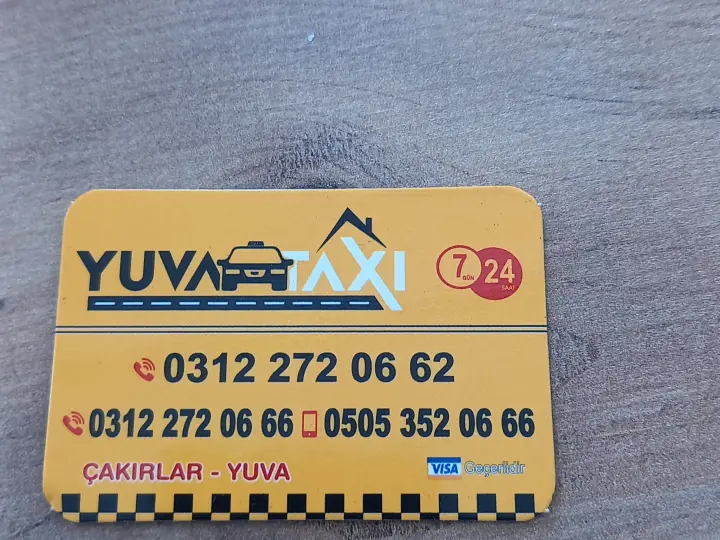 YUVA TAXI
7 GÜN 24 SAAT
0312 272 06 62
0312 272 06 66 0505 352 06 66
ÇAKIRLAR - YUVA
VISA Geçerlidir